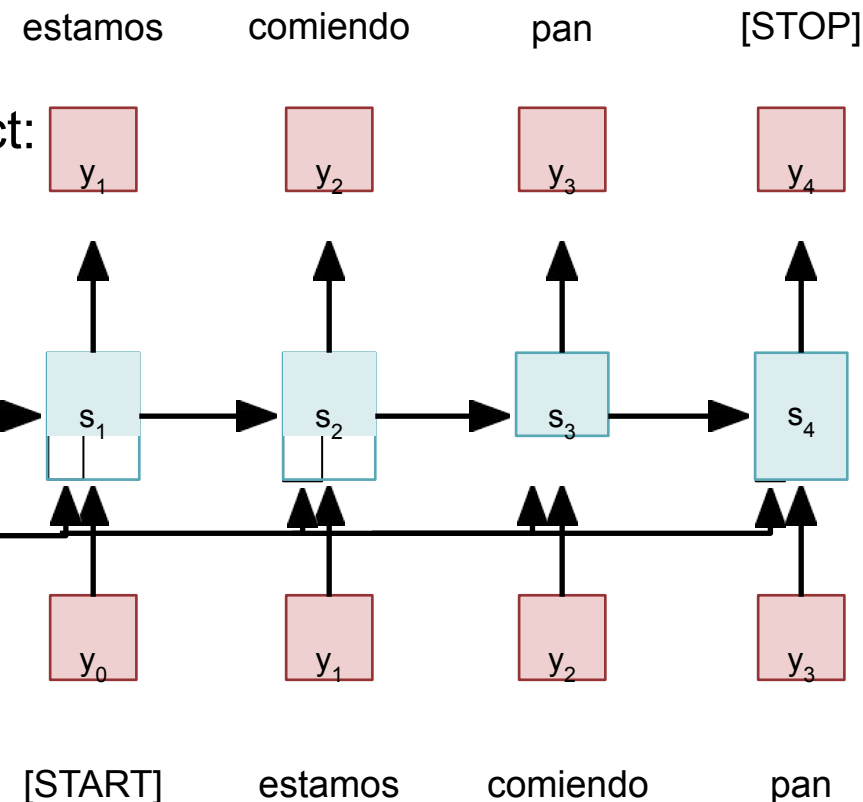 estamos comiendo pan [STOP]
ct:
y1 y2 y3 y4
s1 s2 s3 s4
y0 y1 y2 y3
[START] estamos comiendo pan